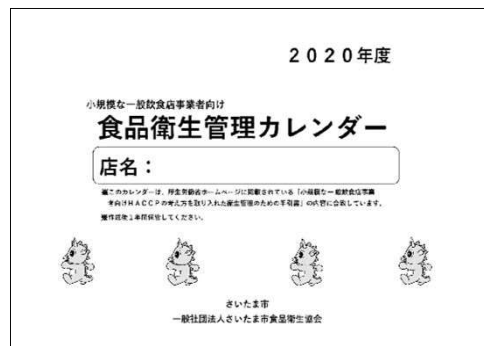 ２０２０年度
小規模な一般飲食店事業者向け
食品衛生管理カレンダー
店名：
※このカレンダーは、厚生労働省ホームページに掲載されている「小規模な一般飲食店事業
者向けＨＡＣＣＰの考え方を取り入れた衛生管理のための手引書」の内容に合致しています。
※作成後１年間保管してください。
さいたま市
一般社団法人さいたま市食品衛生協会